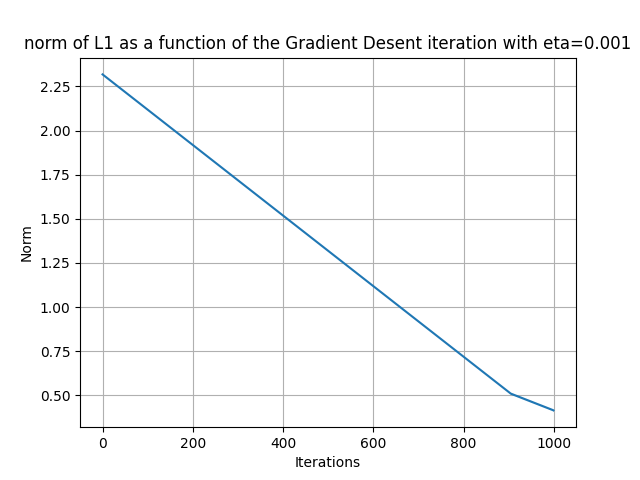 norm of L1 as a function of the Gradient Desent iteration with eta=0.001
2.25
2.00
1.75
1.50
1.25
1.00
0.75
0.50
Norm
0 200 400 600 800 1000
Iterations